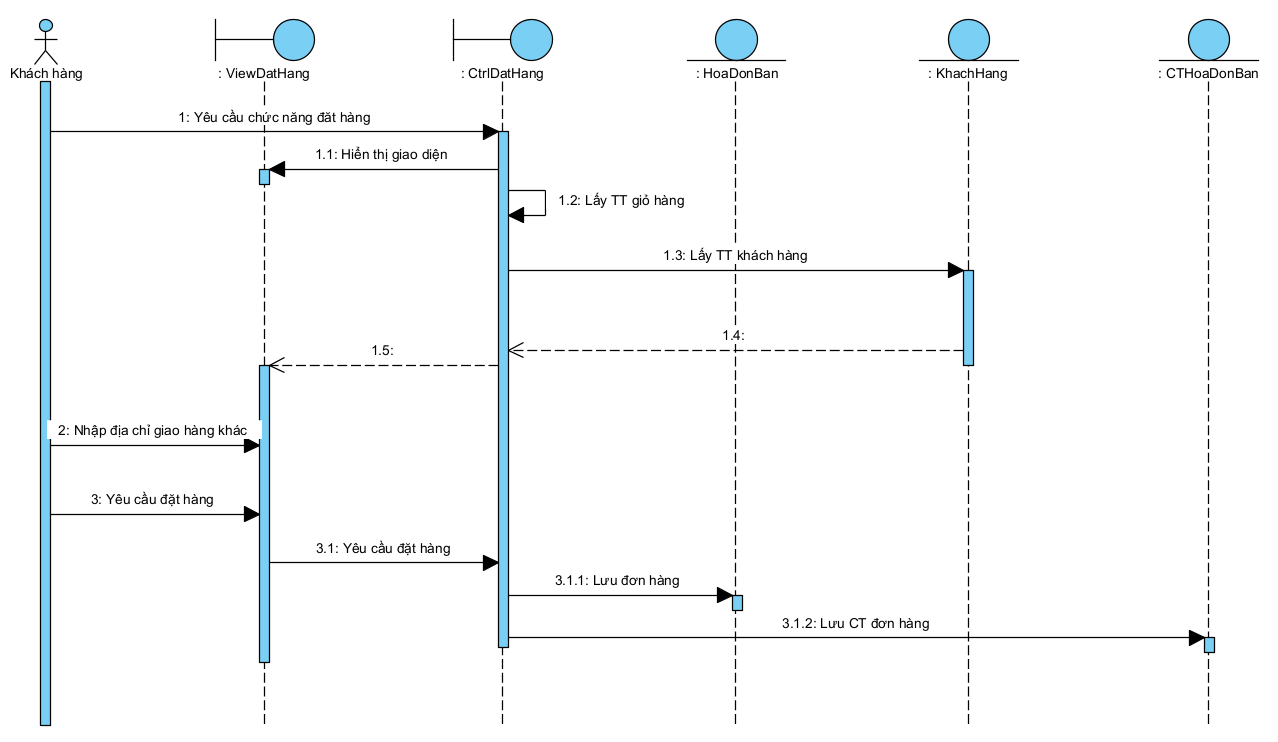 Khách hàng
: ViewDatHang
: CtrlDatHang
: HoaDonBan
: KhachHang
: CTHoaDonBan
1: Yêu cầu chức năng đăt hàng
1.1: Hiển thị giao diện
1.2: Lấy TT giỏ hàng
1.3: Lấy TT khách hàng
1.4:
1.5:
2: Nhập địa chỉ giao hàng khác
3: Yêu cầu đặt hàng
3.1: Yêu cầu đặt hàng
3.1.1: Lưu đơn hàng
3.1.2: Lưu CT đơn hàng